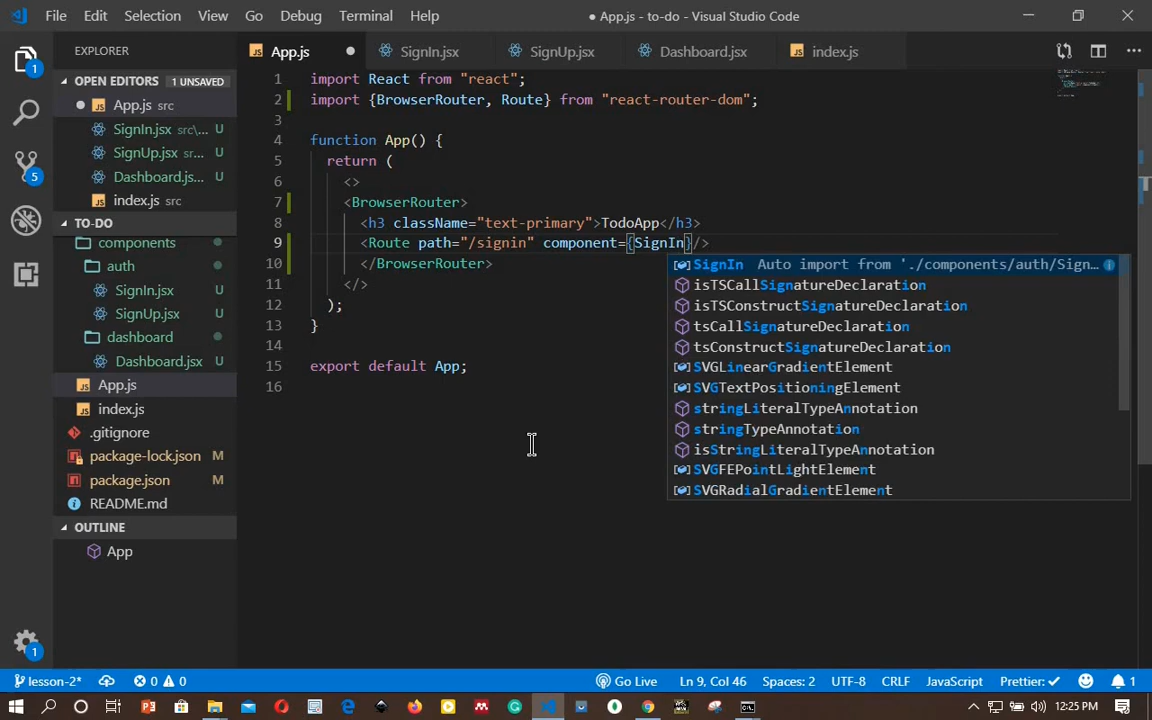 File Edit Selection View Go Debug Terminal Help
● App.js - to-do - Visual Studio Code
EXPLORER
App.js SignIn.jsx SignUp.jsx Dashboard.jsx index.js
OPEN EDITORS 1 UNSAVED
App.js src
SignIn.jsx src\... U
SignUp.jsx sr... U
Dashboard.js... U
index.js src
TO-DO
components
auth
SignIn.jsx U
SignUp.jsx U
dashboard
Dashboard.jsx U
App.js
index.js
.gitignore
package-lock.json M
package.json M
README.md
OUTLINE
App
1 import React from "react";
2 import {BrowserRouter, Route} from "react-router-dom";
3
4 function App() {
5 return (
6 <>
7 <BrowserRouter>
8 <h3 className="text-primary">TodoApp</h3>
9 <Route path="/signin" component={SignIn}/>
10 </BrowserRouter>
11 </>
12 );
13 }
14
15 export default App;
16
SignIn Auto import from './components/auth/Sign...
isTSCallSignatureDeclaration
isTSConstructSignatureDeclaration
tsCallSignatureDeclaration
tsConstructSignatureDeclaration
SVGLinearGradientElement
SVGTextPositioningElement
stringLiteralTypeAnnotation
stringTypeAnnotation
isStringLiteralTypeAnnotation
SVGFEPointLightElement
SVGRadialGradientElement
1
5
1
lesson-2* 0 0 Go Live Ln 9, Col 46 Spaces: 2 UTF-8 CRLF JavaScript Prettier: ✓ 1
12:25 PM